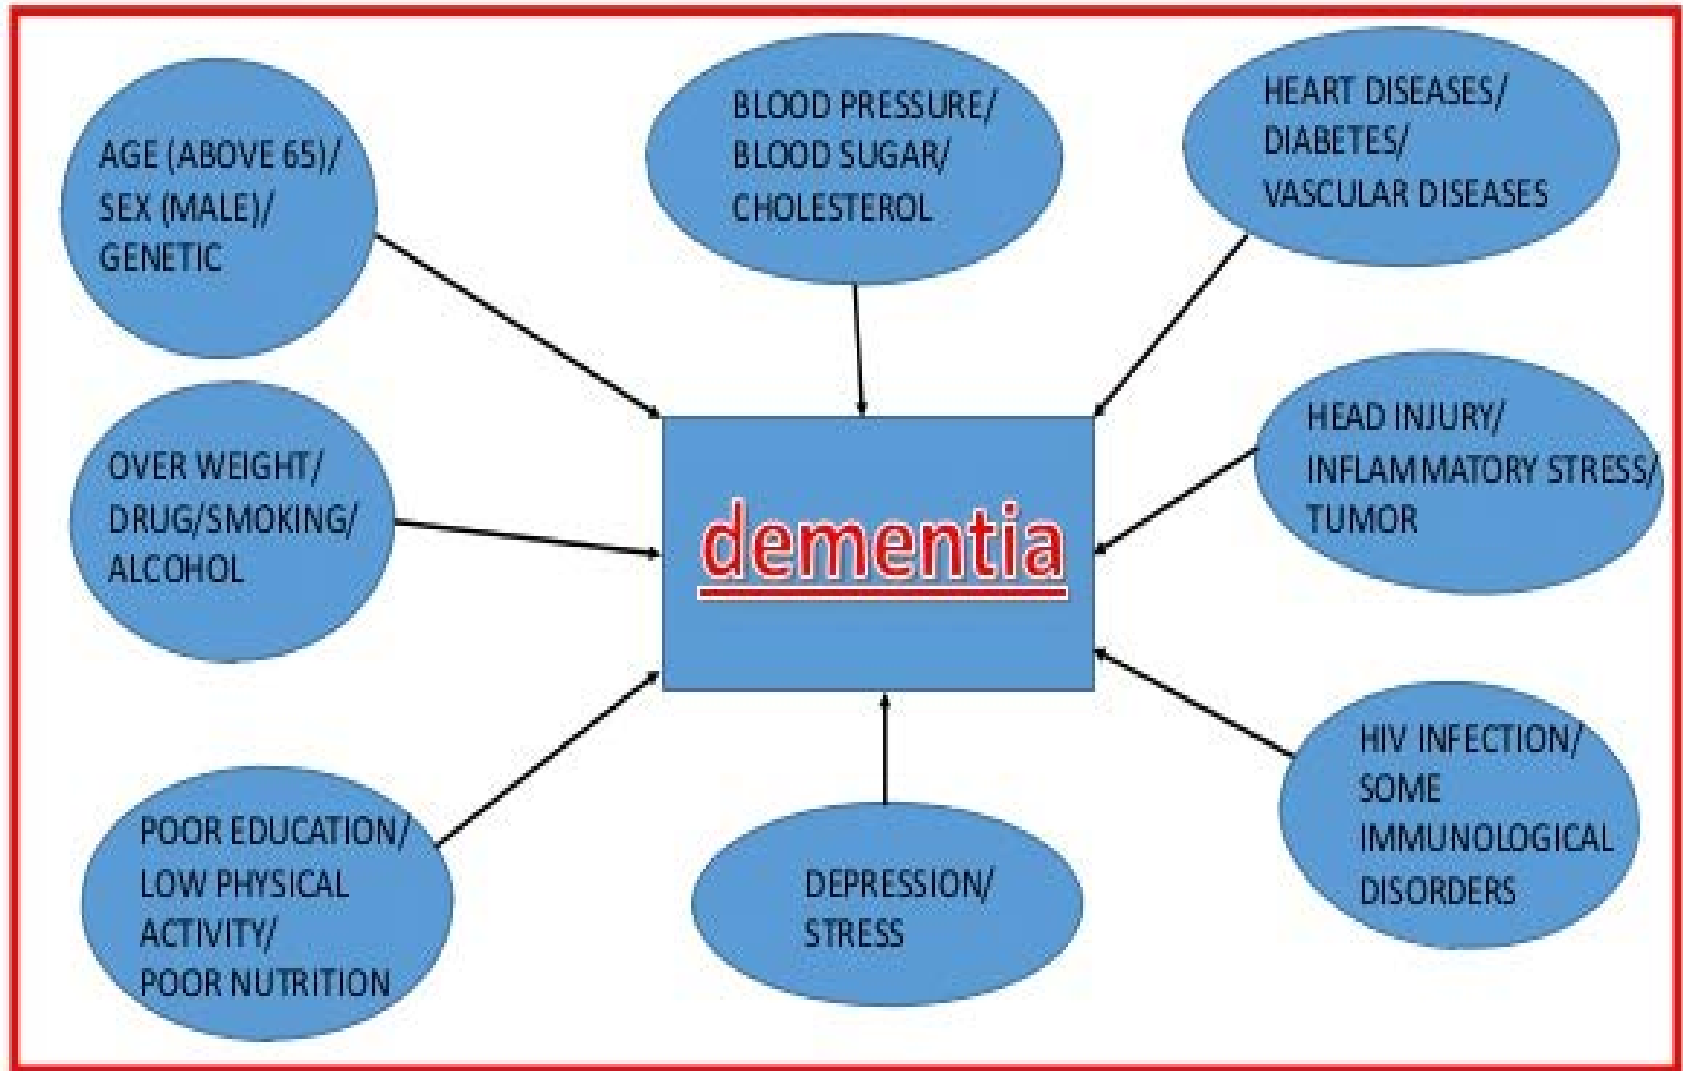 AGE (ABOVE 65)/
SEX (MALE)/
GENETIC
BLOOD PRESSURE/
BLOOD SUGAR/
CHOLESTEROL
HEART DISEASES/
DIABETES/
VASCULAR DISEASES
OVER WEIGHT/
DRUG/SMOKING/
ALCOHOL
dementia
HEAD INJURY/
INFLAMMATORY STRESS/
TUMOR
POOR EDUCATION/
LOW PHYSICAL
ACTIVITY/
POOR NUTRITION
DEPRESSION/
STRESS
HIV INFECTION/
SOME
IMMUNOLOGICAL
DISORDERS